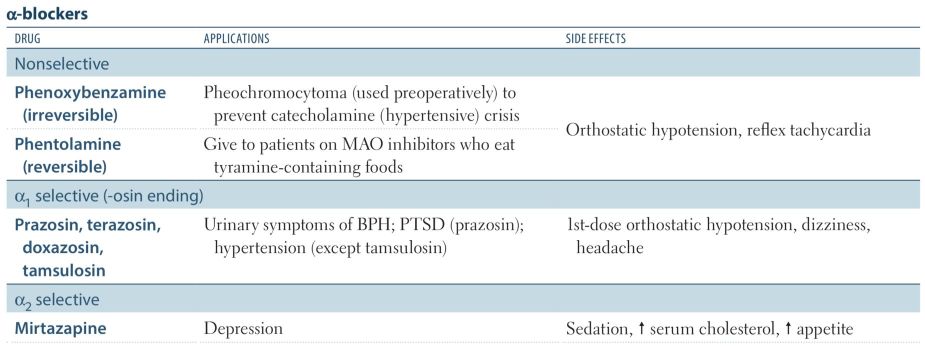 α-blockers
DRUG APPLICATIONS SIDE EFFECTS
Nonselective
Phenoxybenzamine (irreversible)
Pheochromocytoma (used preoperatively) to
prevent catecholamine (hypertensive) crisis
Orthostatic hypotension, reflex tachycardia
Phentolamine (reversible)
Give to patients on MAO inhibitors who eat
tyramine-containing foods
α1 selective (-osin ending)
Prazosin, terazosin,
doxazosin,
tamsulosin
Urinary symptoms of BPH; PTSD (prazosin);
hypertension (except tamsulosin)
1st-dose orthostatic hypotension, dizziness,
headache
α2 selective
Mirtazapine Depression Sedation, ↑ serum cholesterol, ↑ appetite